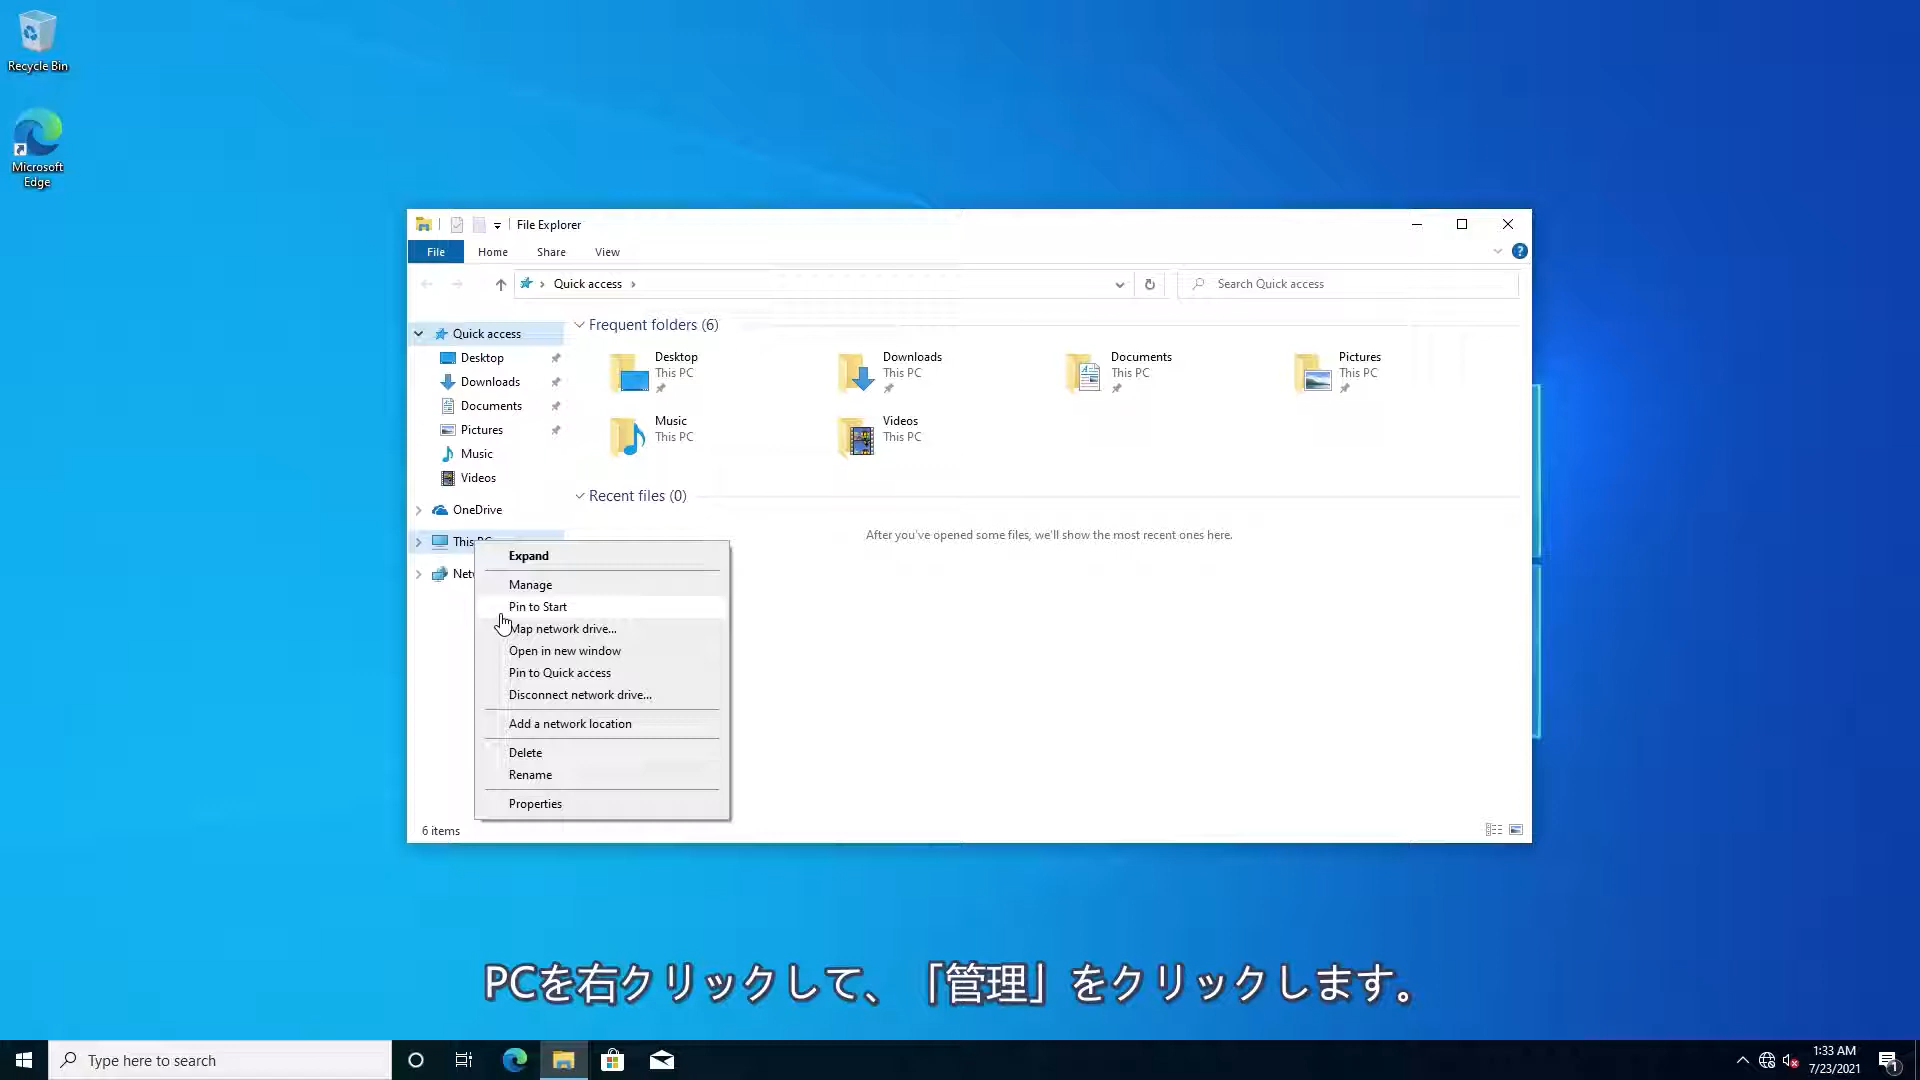 Recycle Bin
Microsoft
Edge
File Explorer
File
Home
Share
View
Quick access
Search Quick access
Quick access
Desktop
Downloads
Documents
Pictures
Music
Videos
OneDrive
This PC
Frequent folders (6)
Desktop
This PC
Downloads
This PC
Documents
This PC
Pictures
This PC
Music
This PC
Videos
This PC
Recent files (0)
After you've opened some files, we'll show the most recent ones here.
Expand
Manage
Pin to Start
Map network drive...
Open in new window
Pin to Quick access
Disconnect network drive...
Add a network location
Delete
Rename
Properties
6 items
PCを右クリックして、「管理」をクリックします。
Type here to search
1:33 AM
7/23/2021
1